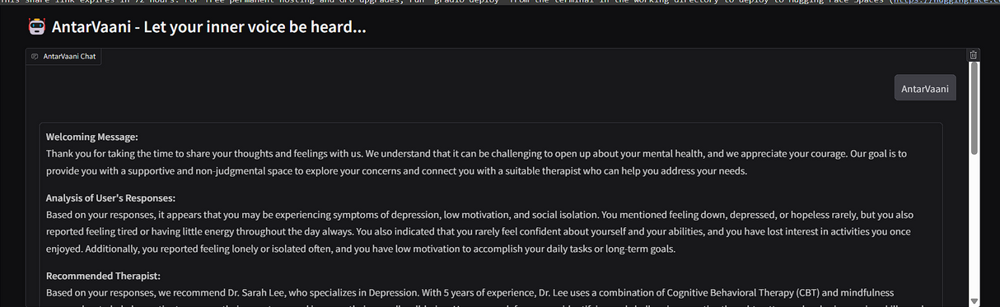 This share link expires in 72 hours. For free permanent hosting and GPU upgrades, run `gradio deploy` from the terminal in the working directory to deploy to Hugging Face Spaces (https://huggingface.co
AntarVaani - Let your inner voice be heard...
AntarVaani Chat
AntarVaani
Welcoming Message:
Thank you for taking the time to share your thoughts and feelings with us. We understand that it can be challenging to open up about your mental health, and we appreciate your courage. Our goal is to
provide you with a supportive and non-judgmental space to explore your concerns and connect you with a suitable therapist who can help you address your needs.
Analysis of User's Responses:
Based on your responses, it appears that you may be experiencing symptoms of depression, low motivation, and social isolation. You mentioned feeling down, depressed, or hopeless rarely, but you also
reported feeling tired or having little energy throughout the day always. You also indicated that you rarely feel confident about yourself and your abilities, and you have lost interest in activities you once
enjoyed. Additionally, you reported feeling lonely or isolated often, and you have low motivation to accomplish your daily tasks or long-term goals.
Recommended Therapist:
Based on your responses, we recommend Dr. Sarah Lee, who specializes in Depression. With 5 years of experience, Dr. Lee uses a combination of Cognitive Behavioral Therapy (CBT) and mindfulness